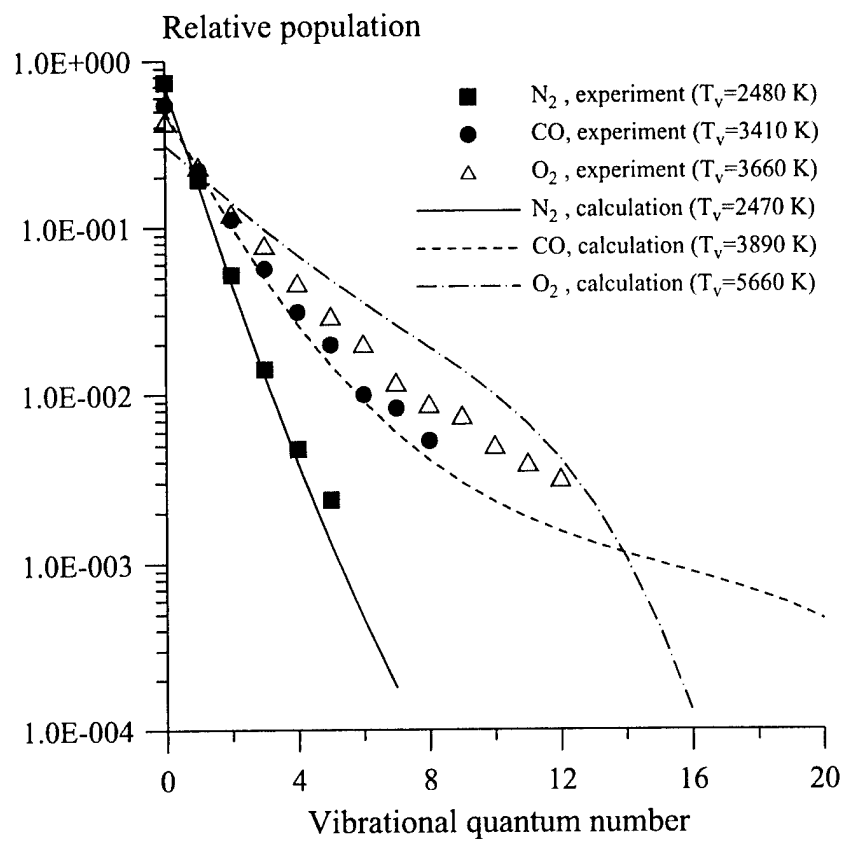 Relative population
1.0E+000
1.0E-001
1.0E-002
1.0E-003
1.0E-004
N₂ , experiment (Tᵥ=2480 K)
CO, experiment (Tᵥ=3410 K)
O₂ , experiment (Tᵥ=3660 K)
N₂ , calculation (Tᵥ=2470 K)
CO, calculation (Tᵥ=3890 K)
O₂ , calculation (Tᵥ=5660 K)
0 4 8 12 16 20
Vibrational quantum number